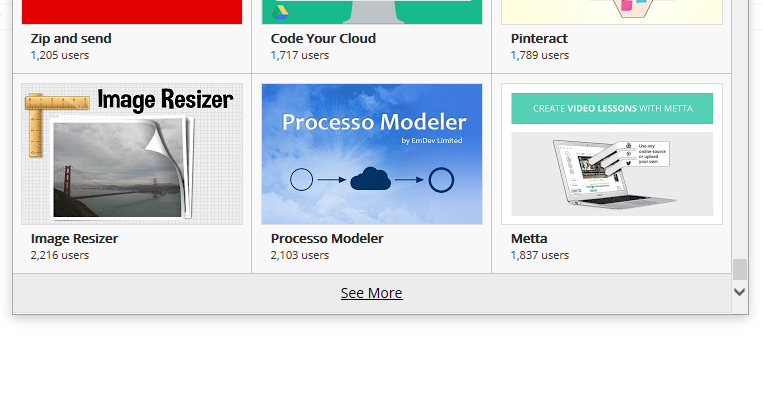 Zip and send
1,205 users
Code Your Cloud
1,717 users
Pinteract
1,789 users
Image Resizer
Image Resizer
2,216 users
Processo Modeler
by EmDev Limited
Processo Modeler
2,103 users
CREATE VIDEO LESSONS WITH METTA
Use any
online source
or upload
your own
Metta
1,837 users
See More